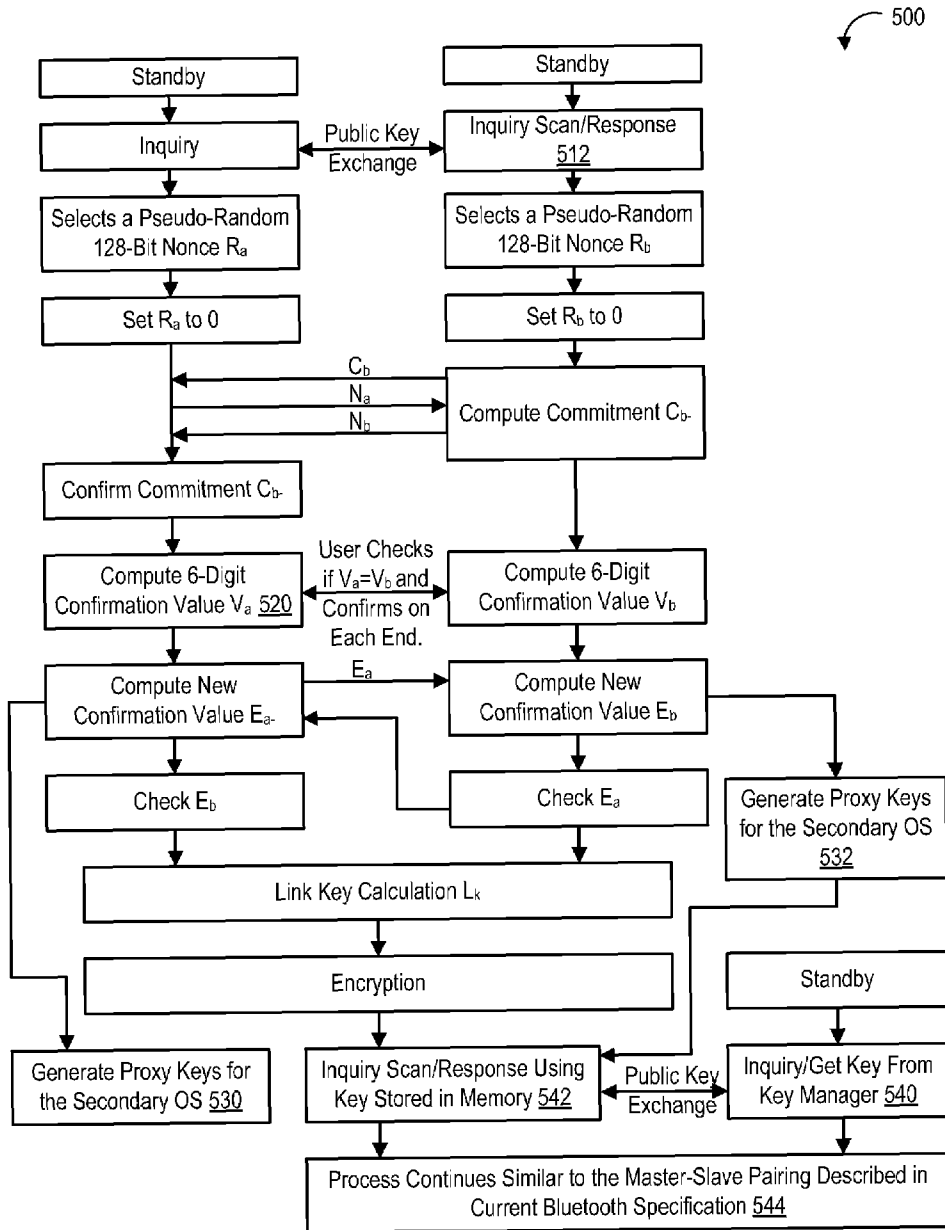 500
Standby
Standby
Inquiry
Public Key
Exchange
Inquiry Scan/Response
512
Selects a Pseudo-Random
128-Bit Nonce Ra
Selects a Pseudo-Random
128-Bit Nonce Rb
Set Ra to 0
Set Rb to 0
Cb
Na
Nb
Compute Commitment Cb-
Confirm Commitment Cb-
Compute 6-Digit
Confirmation Value Va 520
User Checks
if Va=Vb and
Confirms on
Each End.
Compute 6-Digit
Confirmation Value Vb
Compute New
Confirmation Value Ea-
Ea
Compute New
Confirmation Value Eb
Check Eb
Check Ea
Generate Proxy Keys
for the Secondary OS
532
Link Key Calculation Lk
Encryption
Standby
Generate Proxy Keys for
the Secondary OS 530
Inquiry Scan/Response Using
Key Stored in Memory 542
Public Key
Exchange
Inquiry/Get Key From
Key Manager 540
Process Continues Similar to the Master-Slave Pairing Described in
Current Bluetooth Specification 544